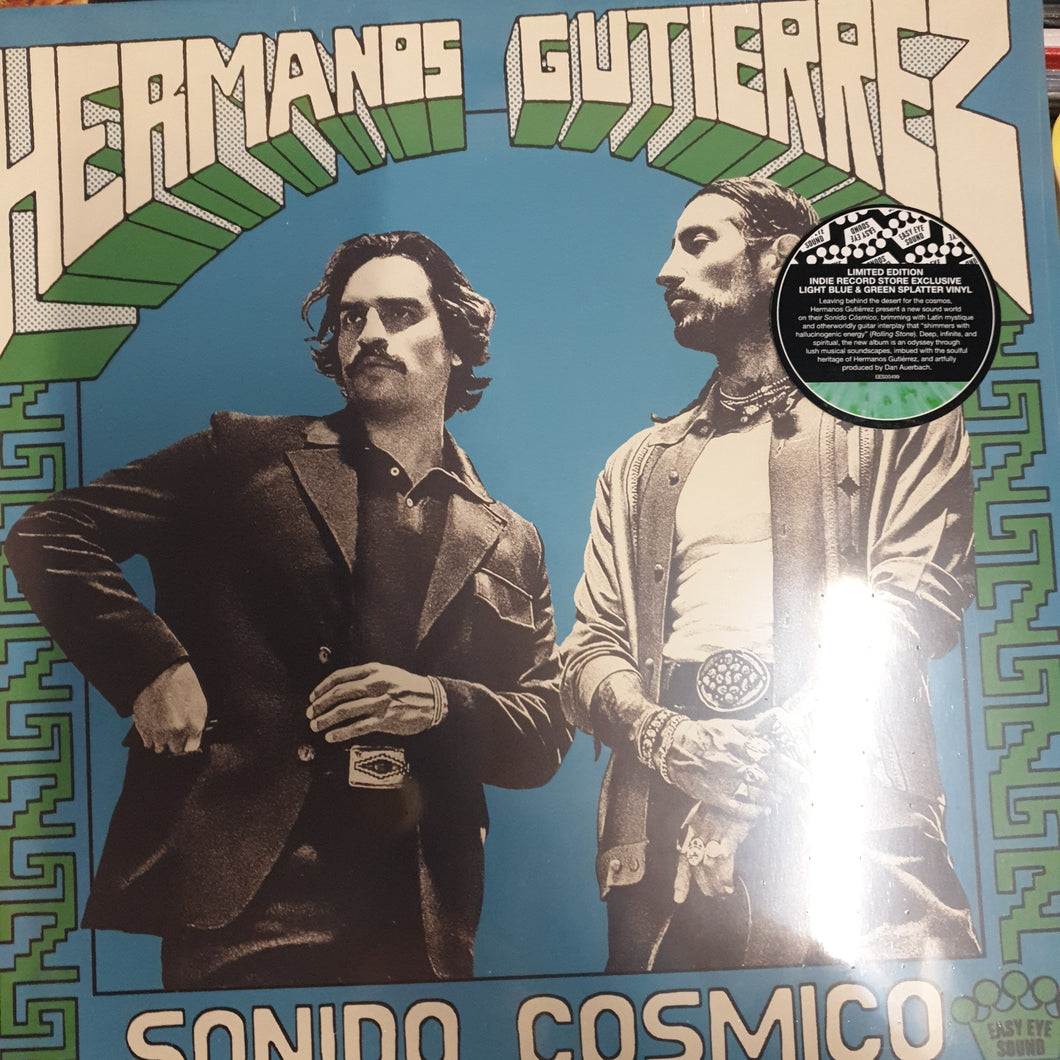 HERMANOS GUTIERREZ
EASY EYE
SOUND
EASY EYE
SOUND
LIMITED EDITION
INDIE RECORD STORE EXCLUSIVE
LIGHT BLUE & GREEN SPLATTER VINYL
Leaving behind the desert for the cosmos,
Hermanos Gutiérrez present a new sound world
on their Sonido Cósmico, brimming with Latin mystique
and otherworldly guitar interplay that "shimmers with
hallucinogenic energy" (Rolling Stone). Deep, infinite, and
spiritual, the new album is an odyssey through
lush musical soundscapes, imbued with the soulful
heritage of Hermanos Gutiérrez, and artfully
produced by Dan Auerbach.
EES00499
SONIDO COSMICO
EASY EYE
SOUND